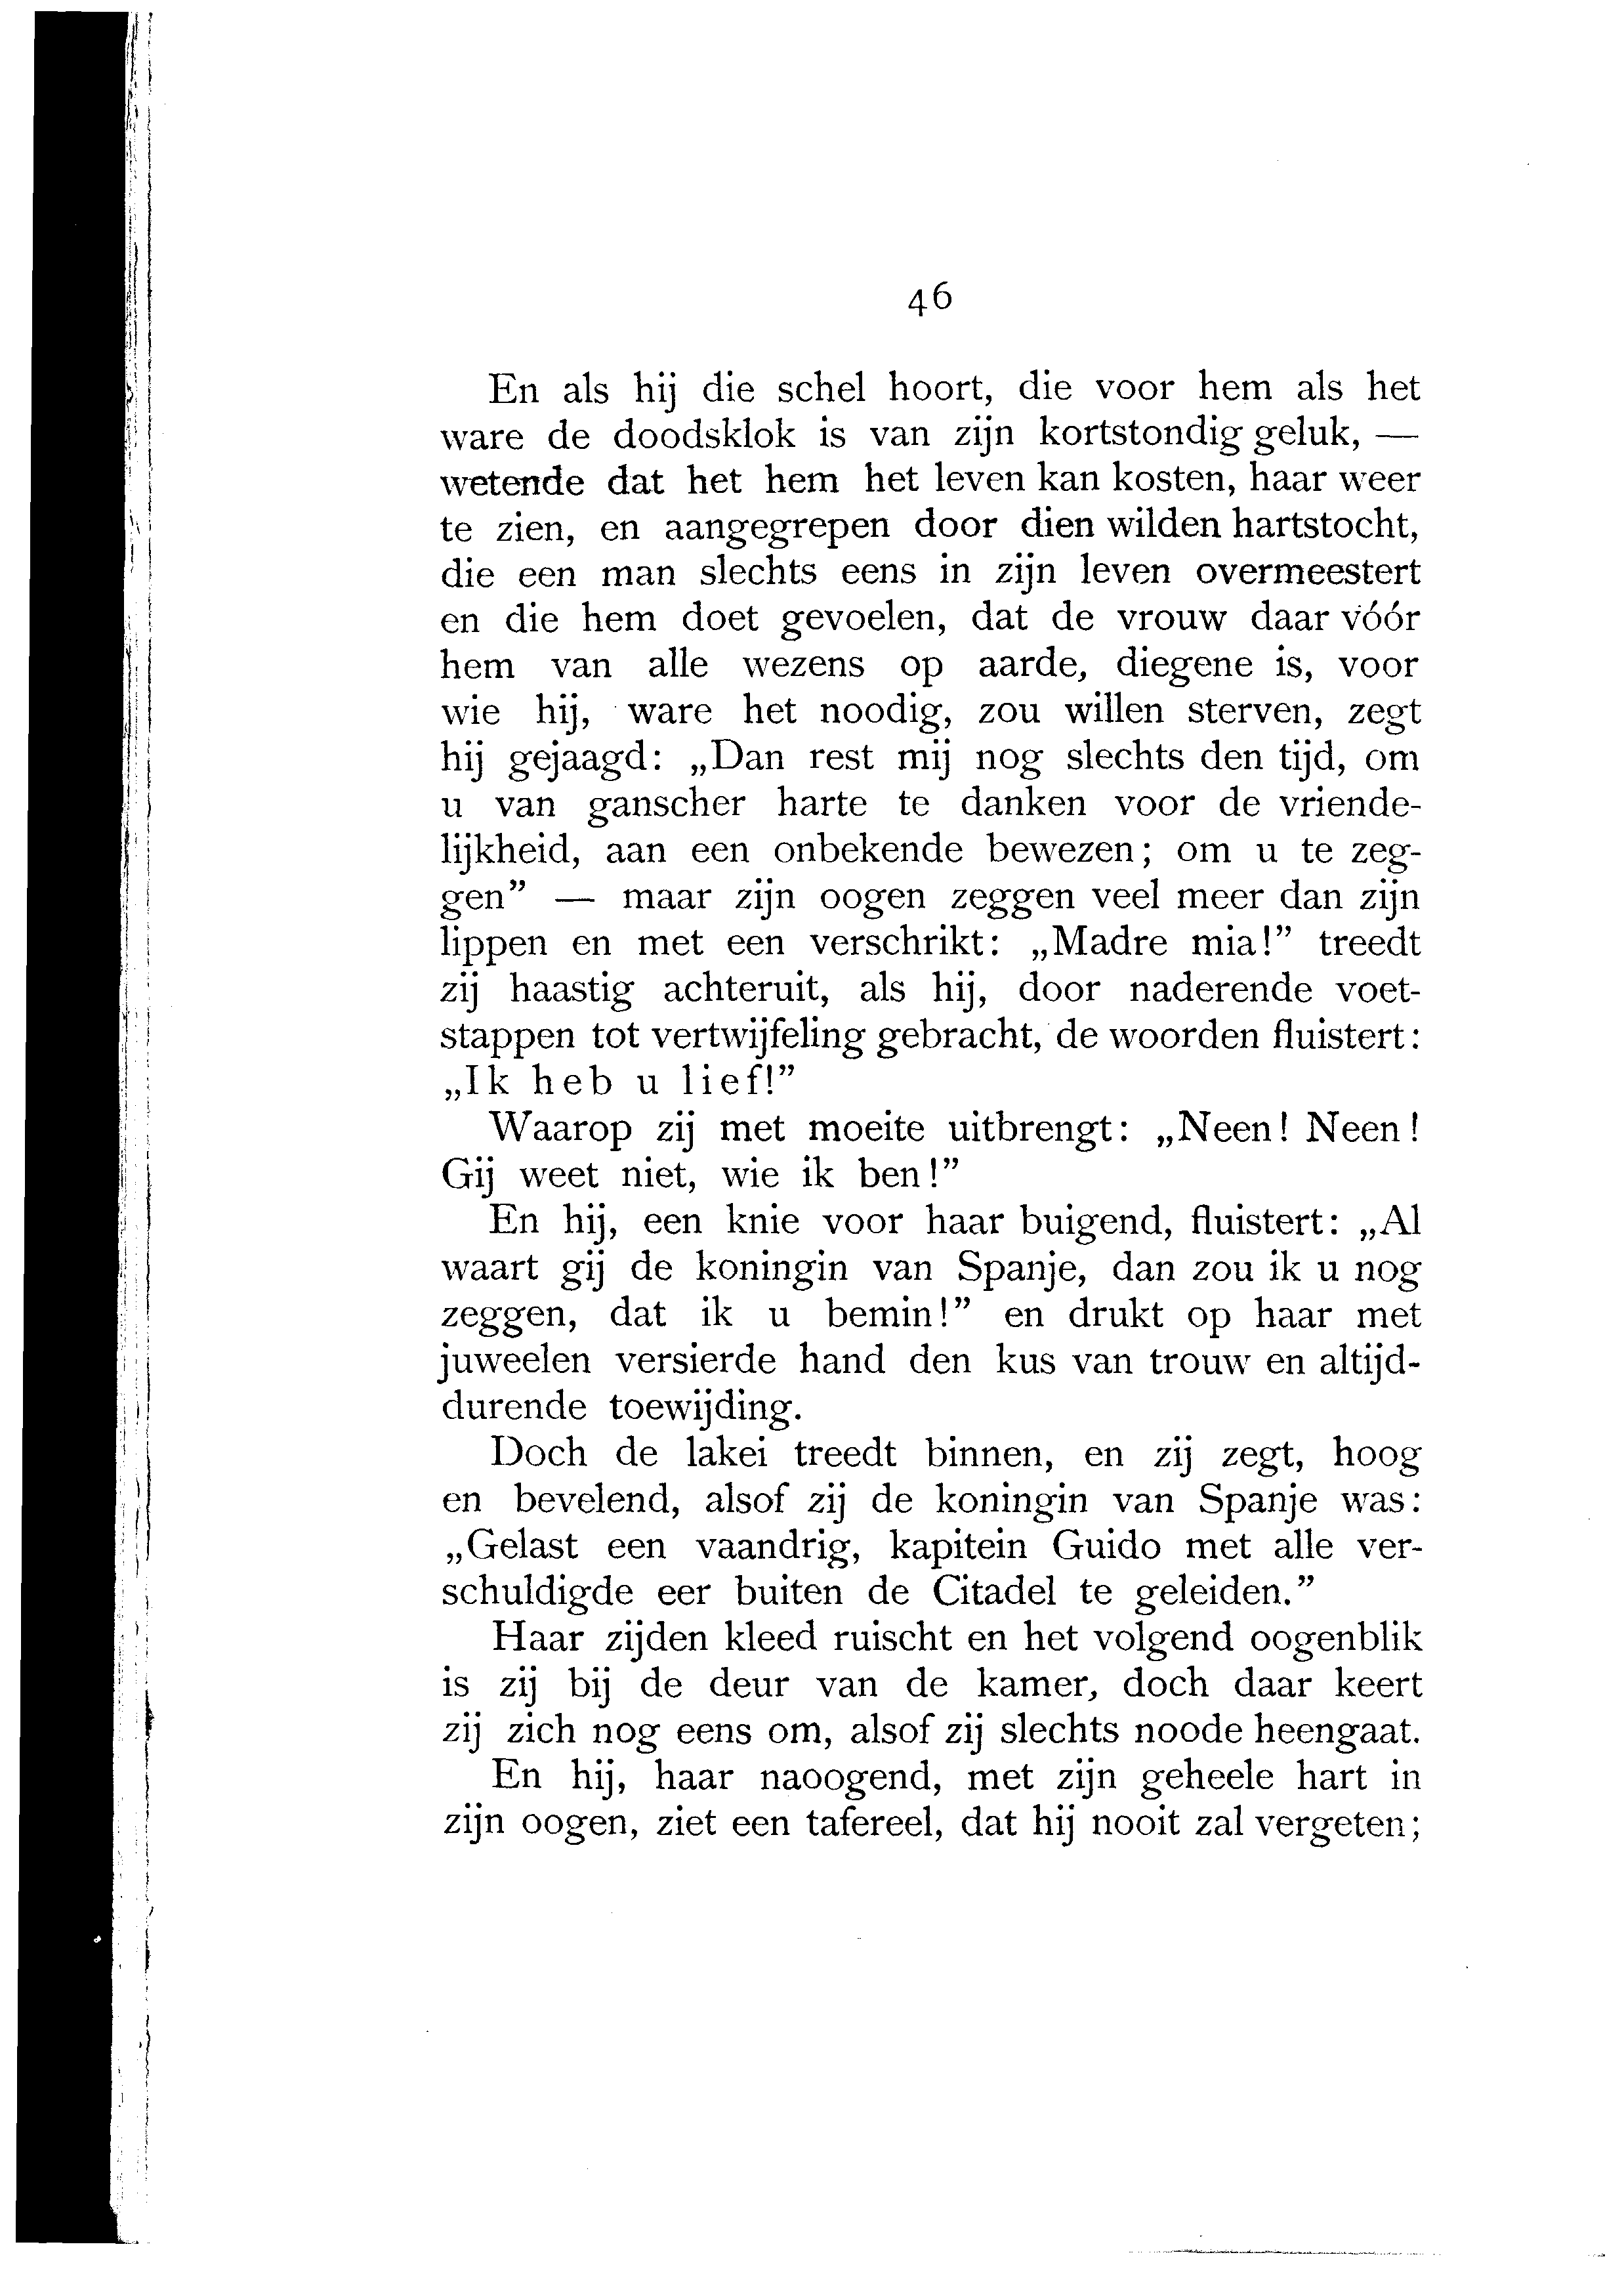 46
En als hij die schel hoort, die voor hem als het
ware de doodsklok is van zijn kortstondig geluk, —
wetende dat het hem het leven kan kosten, haar weer
te zien, en aangegrepen door dien wilden hartstocht,
die een man slechts eens in zijn leven overmeestert
en die hem doet gevoelen, dat de vrouw daar vóór
hem van alle wezens op aarde, diegene is, voor
wie hij, ware het noodig, zou willen sterven, zegt
hij gejaagd: „Dan rest mij nog slechts den tijd, om
u van ganscher harte te danken voor de vriende-
lijkheid, aan een onbekende bewezen; om u te zeg-
gen” — maar zijn oogen zeggen veel meer dan zijn
lippen en met een verschrikt: „Madre mia!” treedt
zij haastig achteruit, als hij, door naderende voet-
stappen tot vertwijfeling gebracht, de woorden fluistert:
„Ik heb u lief!”
Waarop zij met moeite uitbrengt: „Neen! Neen!
Gij weet niet, wie ik ben!”
En hij, een knie voor haar buigend, fluistert: „Al
waart gij de koningin van Spanje, dan zou ik u nog
zeggen, dat ik u bemin!” en drukt op haar met
juweelen versierde hand den kus van trouw en altijd-
durende toewijding.
Doch de lakei treedt binnen, en zij zegt, hoog
en bevelend, alsof zij de koningin van Spanje was:
„Gelast een vaandrig, kapitein Guido met alle ver-
schuldigde eer buiten de Citadel te geleiden.”
Haar zijden kleed ruischt en het volgend oogenblik
is zij bij de deur van de kamer, doch daar keert
zij zich nog eens om, alsof zij slechts noode heengaat.
En hij, haar naoogend, met zijn geheele hart in
zijn oogen, ziet een tafereel, dat hij nooit zal vergeten;